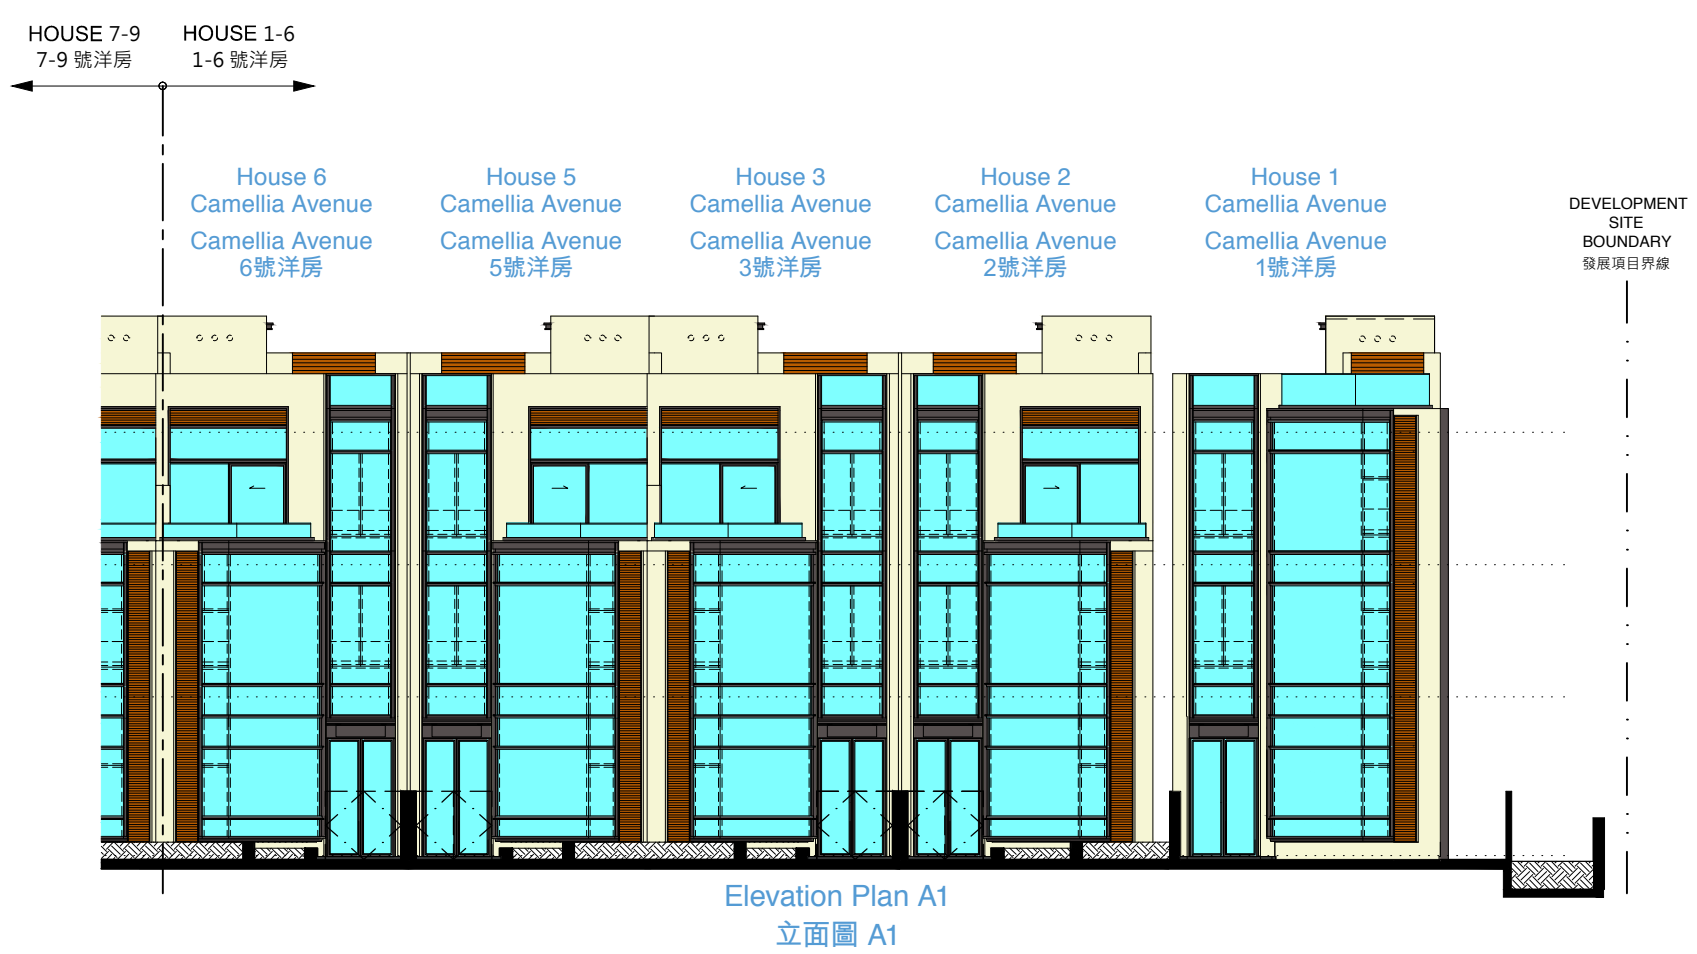 HOUSE 7-9
7-9 號洋房
HOUSE 1-6
1-6 號洋房
House 6
Camellia Avenue
Camellia Avenue
6號洋房
House 5
Camellia Avenue
Camellia Avenue
5號洋房
House 3
Camellia Avenue
Camellia Avenue
3號洋房
House 2
Camellia Avenue
Camellia Avenue
2號洋房
House 1
Camellia Avenue
Camellia Avenue
1號洋房
DEVELOPMENT
SITE
BOUNDARY
發展項目界線
Elevation Plan A1
立面圖 A1